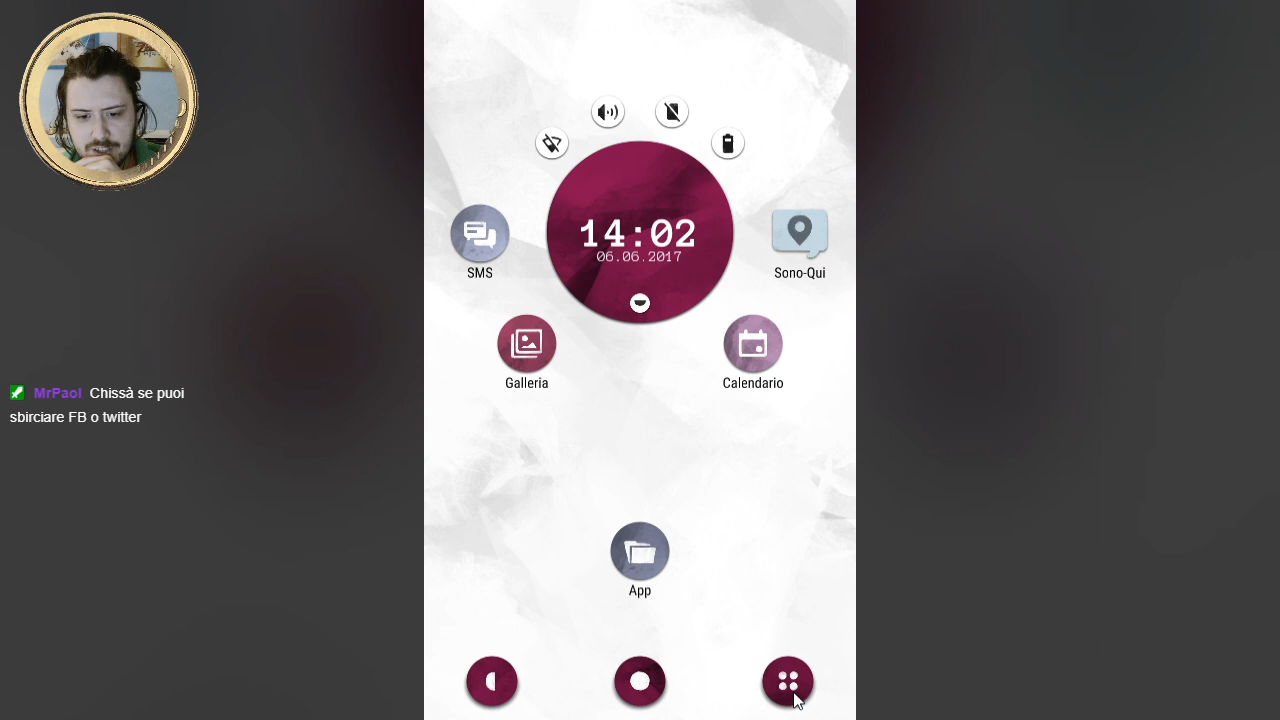 14:02
06.06.2017
SMS
Sono-Qui
Galleria
Calendario
MrPaol Chissà se puoi
sbirciare FB o twitter
App